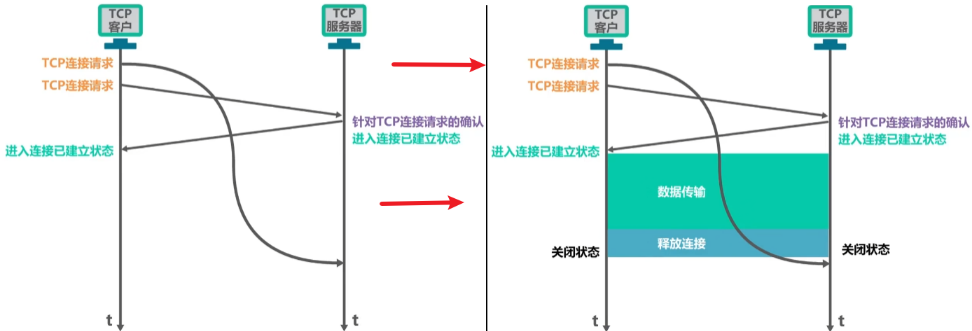 TCP
客户
TCP
服务器
TCP连接请求
TCP连接请求
针对TCP连接请求的确认
进入连接已建立状态
进入连接已建立状态
t
t
TCP
客户
TCP
服务器
TCP连接请求
TCP连接请求
针对TCP连接请求的确认
进入连接已建立状态
进入连接已建立状态
数据传输
释放连接
关闭状态
关闭状态
t
t